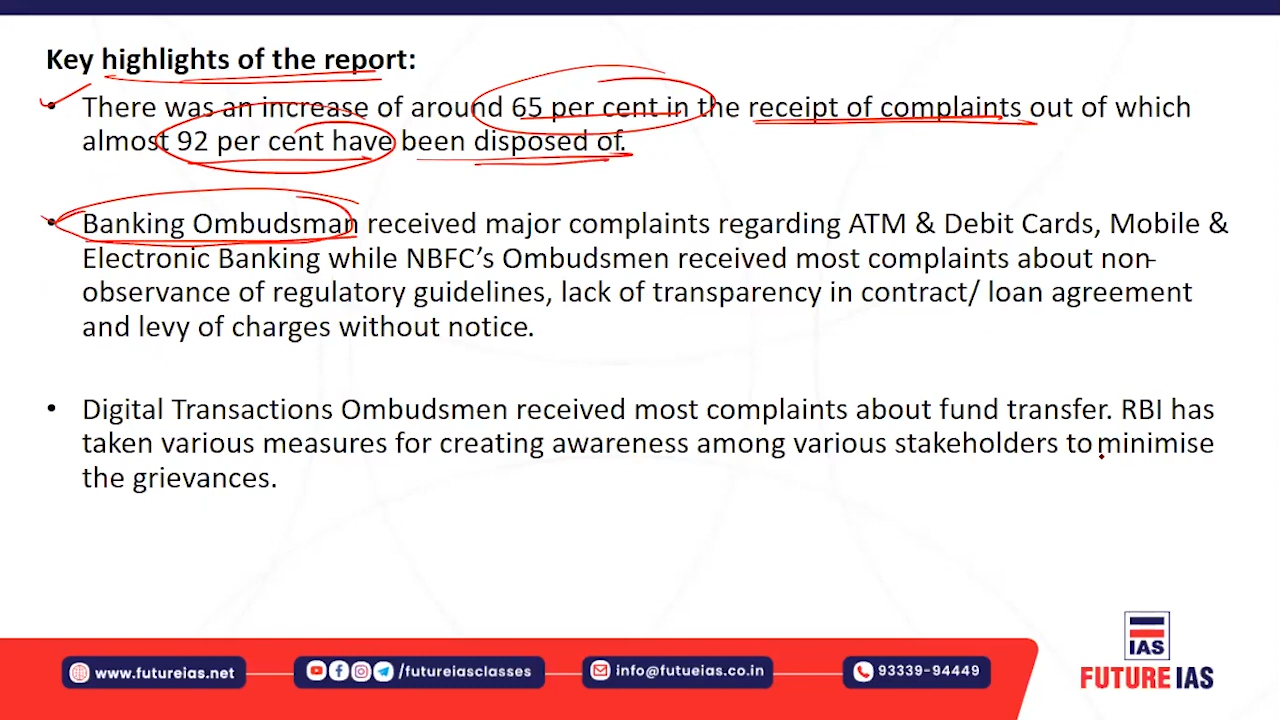 Key highlights of the report:
• There was an increase of around 65 per cent in the receipt of complaints out of which
almost 92 per cent have been disposed of.
• Banking Ombudsman received major complaints regarding ATM & Debit Cards, Mobile &
Electronic Banking while NBFC’s Ombudsmen received most complaints about non-
observance of regulatory guidelines, lack of transparency in contract/ loan agreement
and levy of charges without notice.
• Digital Transactions Ombudsmen received most complaints about fund transfer. RBI has
taken various measures for creating awareness among various stakeholders to minimise
the grievances.
IAS
FUTURE IAS
www.futureias.net
/futureiasclasses
info@futueias.co.in
93339-94449